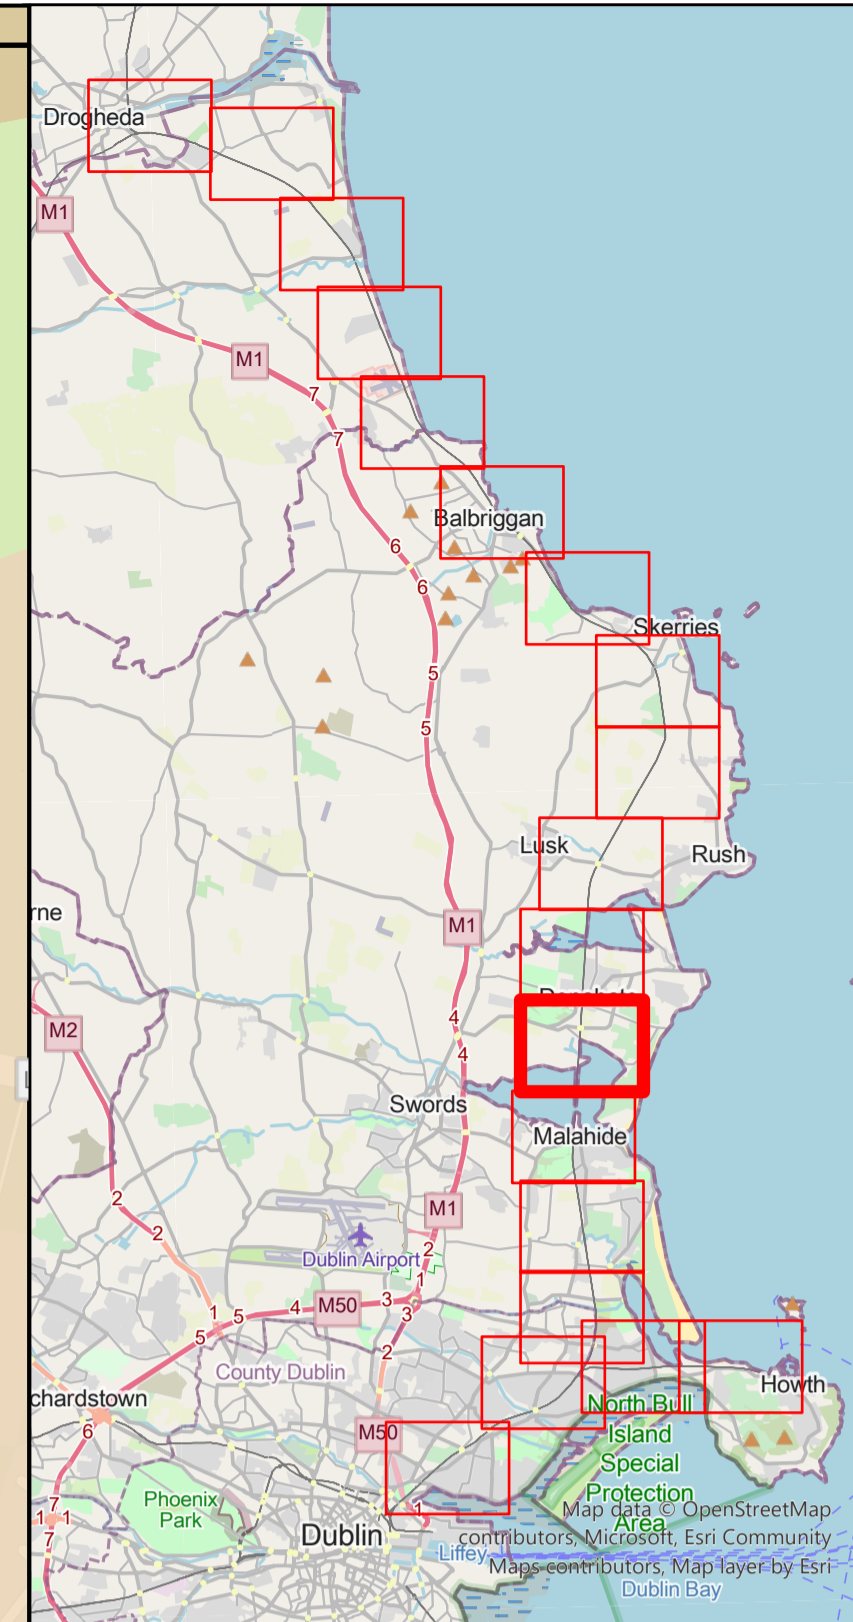 Drogheda
M1
M1
7
7
Balbriggan
6
6
Skerries
5
5
Lusk
Rush
rne
M1
M2
4
4
Swords
Malahide
2
M1
2
2
Dublin Airport
1
M50
3
4
5
1
3
5
2
County Dublin
Howth
chardstown
North Bull
Island
Special
Protection
Area
M50
6
Phoenix
Park
7
1 1
7
1
Dublin
Liffey
Map data © OpenStreetMap
contributors, Microsoft, Esri Community
Maps contributors, Map layer by Esri
Dublin Bay